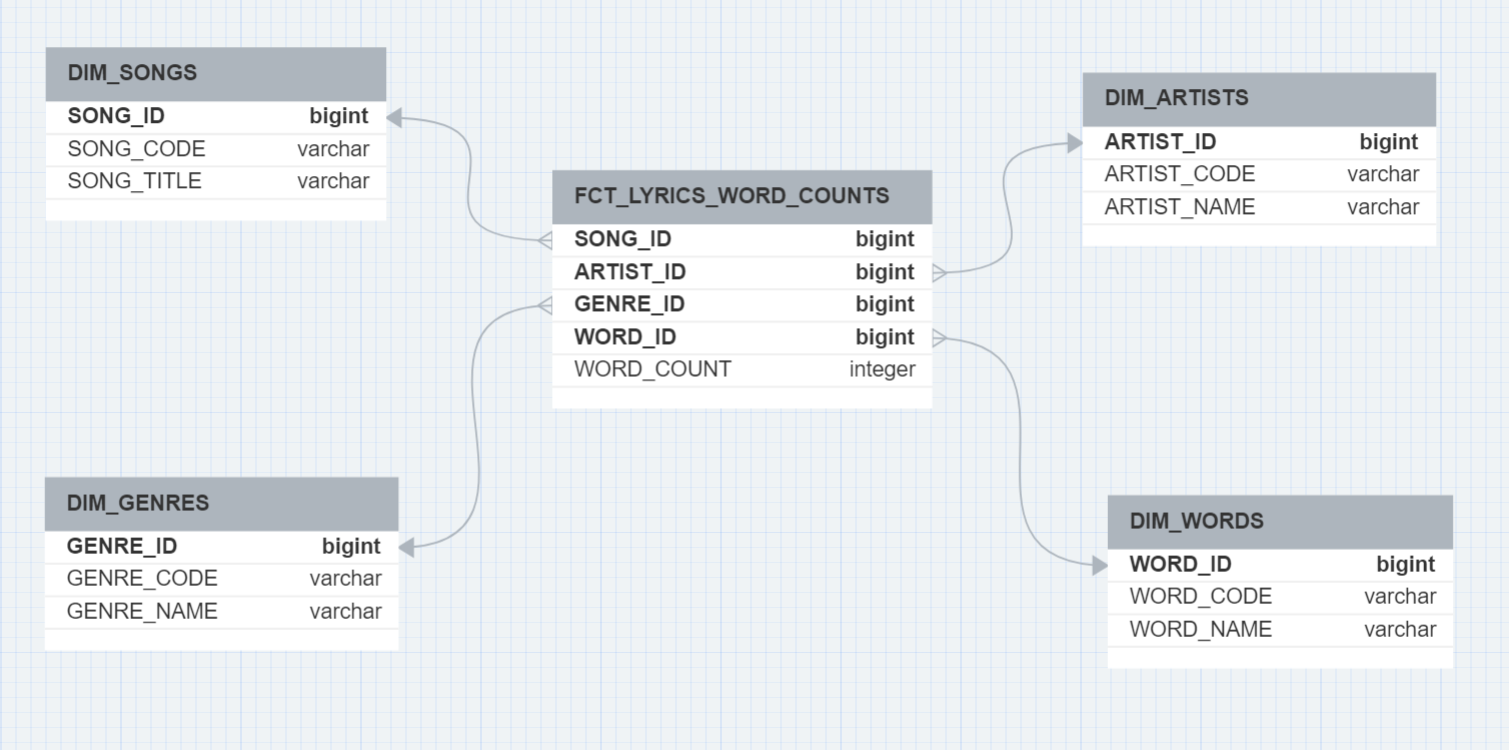 DIM_SONGS
SONG_ID bigint
SONG_CODE varchar
SONG_TITLE varchar
FCT_LYRICS_WORD_COUNTS
SONG_ID bigint
ARTIST_ID bigint
GENRE_ID bigint
WORD_ID bigint
WORD_COUNT integer
DIM_ARTISTS
ARTIST_ID bigint
ARTIST_CODE varchar
ARTIST_NAME varchar
DIM_GENRES
GENRE_ID bigint
GENRE_CODE varchar
GENRE_NAME varchar
DIM_WORDS
WORD_ID bigint
WORD_CODE varchar
WORD_NAME varchar